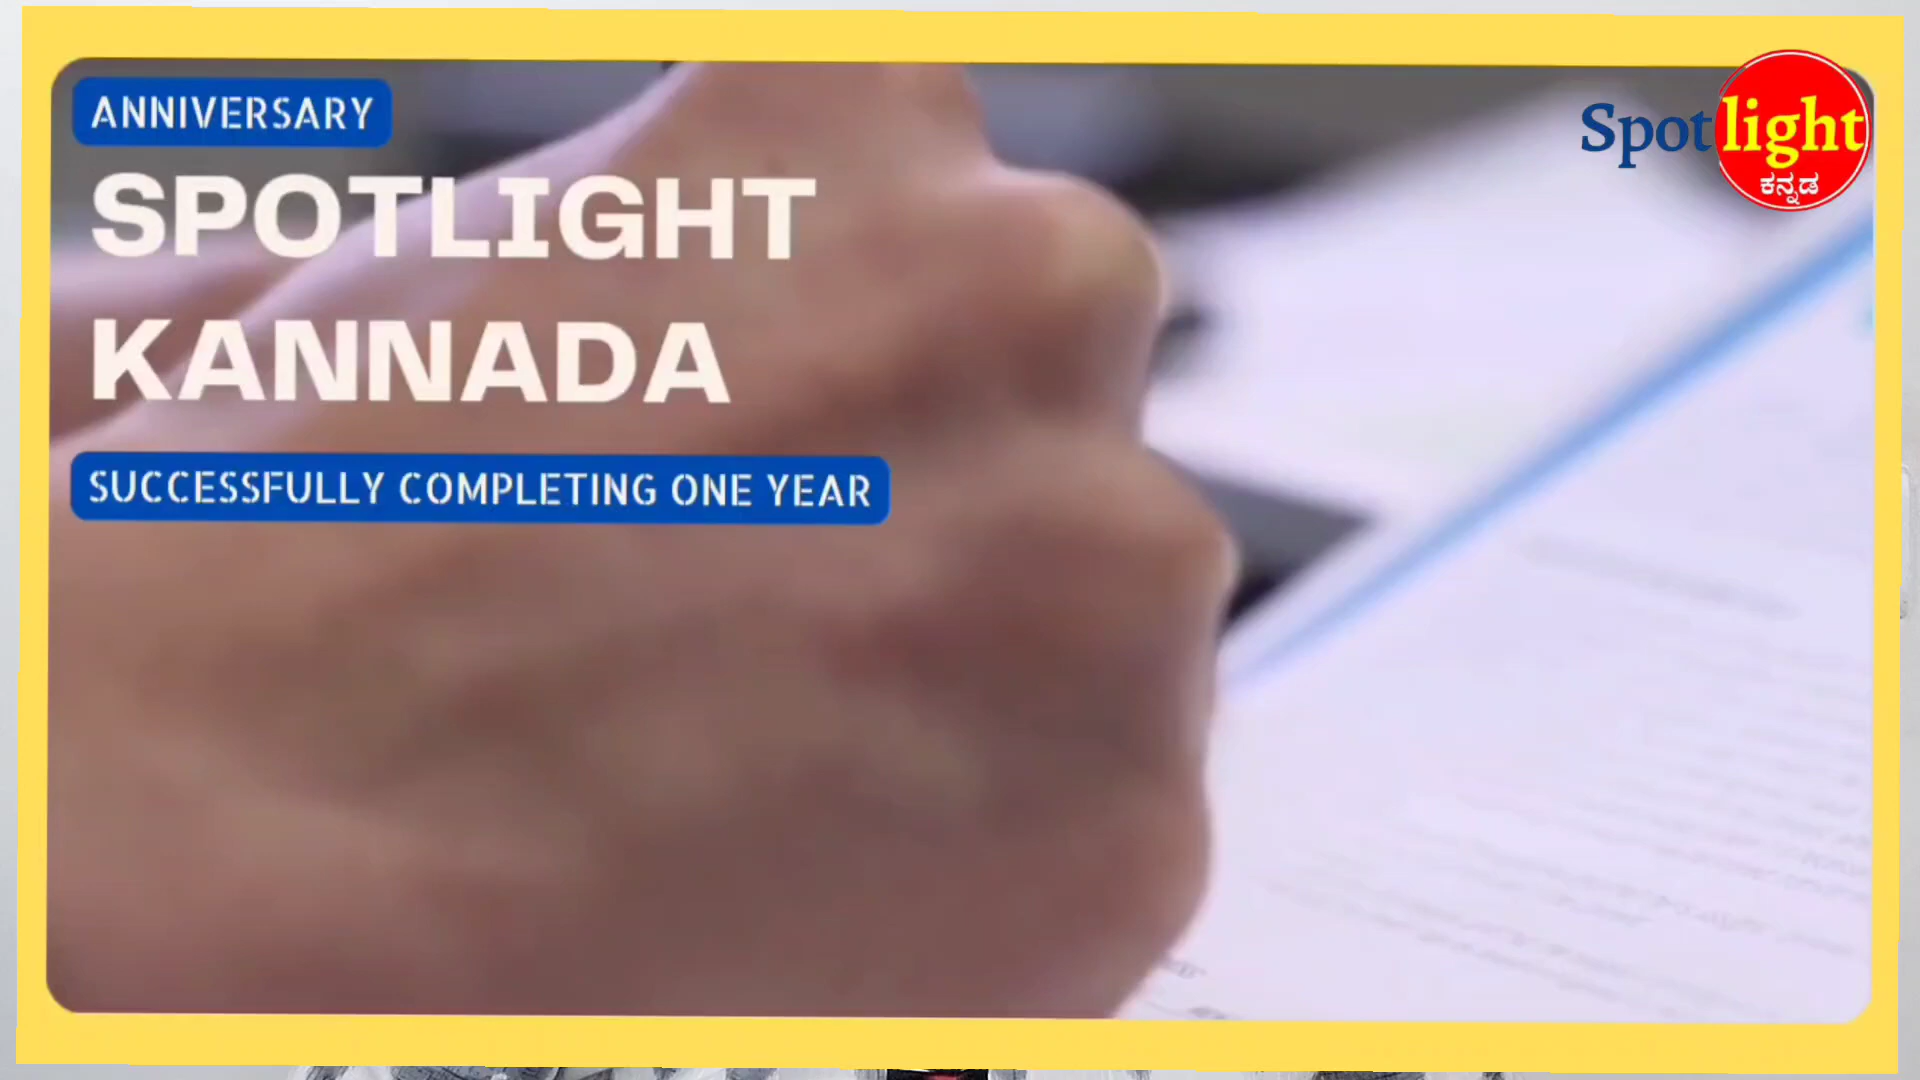 ANNIVERSARY
SPOTLIGHT
KANNADA
SUCCESSFULLY COMPLETING ONE YEAR
Spotlight
ಕನ್ನಡ